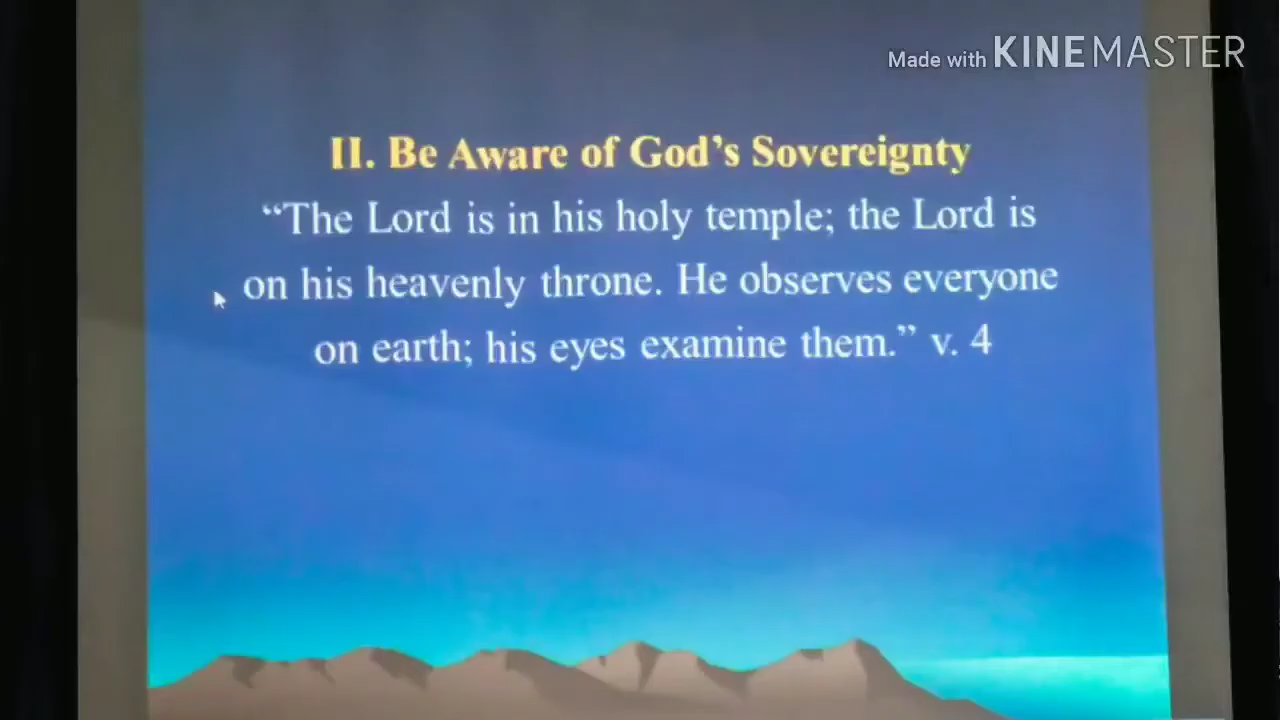 Made with KINEMASTER
II. Be Aware of God's Sovereignty
“The Lord is in his holy temple; the Lord is
on his heavenly throne. He observes everyone
on earth; his eyes examine them.” v. 4